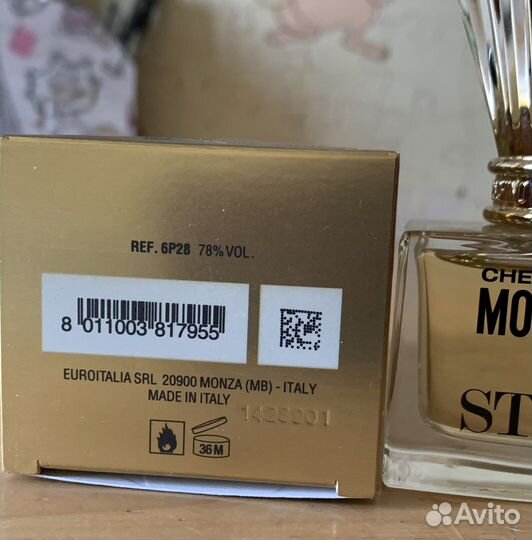 REF. 6P28 78% VOL.
8 011003 817955
EUROITALIA SRL 20900 MONZA (MB) - ITALY
MADE IN ITALY
1428901
36M
CHE
MO
ST
Avito